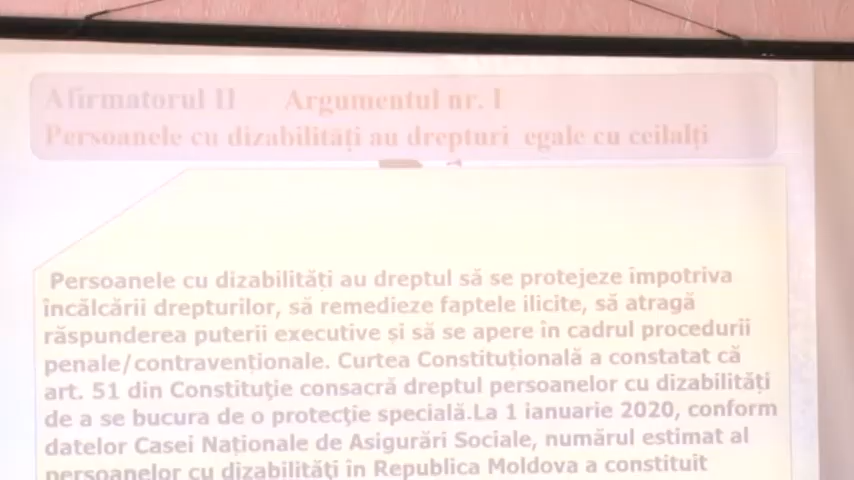 Afirmatorul II Argumentul nr. 1
Persoanele cu dizabilități au drepturi egale cu ceilalți
Persoanele cu dizabilități au dreptul să se protejeze împotriva
încălcării drepturilor, să remedieze faptele ilicite, să atragă
răspunderea puterii executive și să se apere în cadrul procedurii
penale/contravenționale. Curtea Constituțională a constatat că
art. 51 din Constituţie consacră dreptul persoanelor cu dizabilități
de a se bucura de o protecţie specială.La 1 ianuarie 2020, conform
datelor Casei Naționale de Asigurări Sociale, numărul estimat al
persoanelor cu dizabilităţi în Republica Moldova a constituit